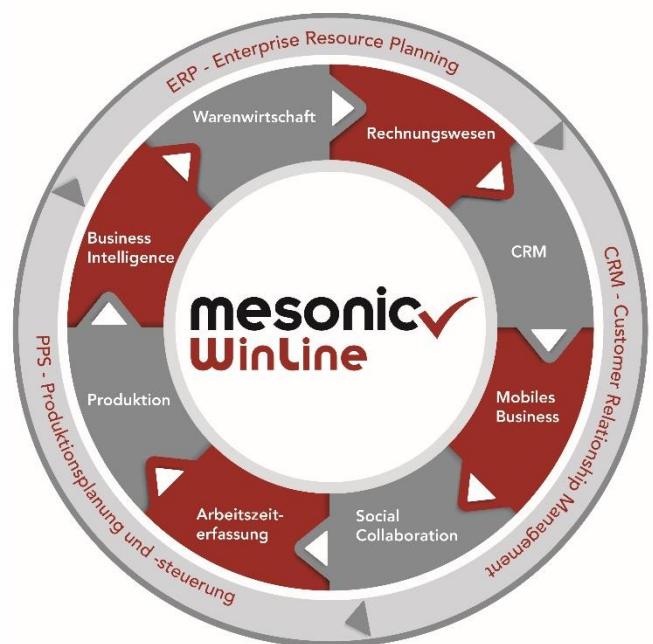 ERP - Enterprise Resource Planning
Warenwirtschaft
Rechnungswesen
Business
Intelligence
CRM
CRM - Customer Relationship Management
mesonic
WinLine
PPS - Produktionsplanung und -steuerung
Produktion
Mobiles
Business
Arbeitszeit-
erfassung
Social
Collaboration